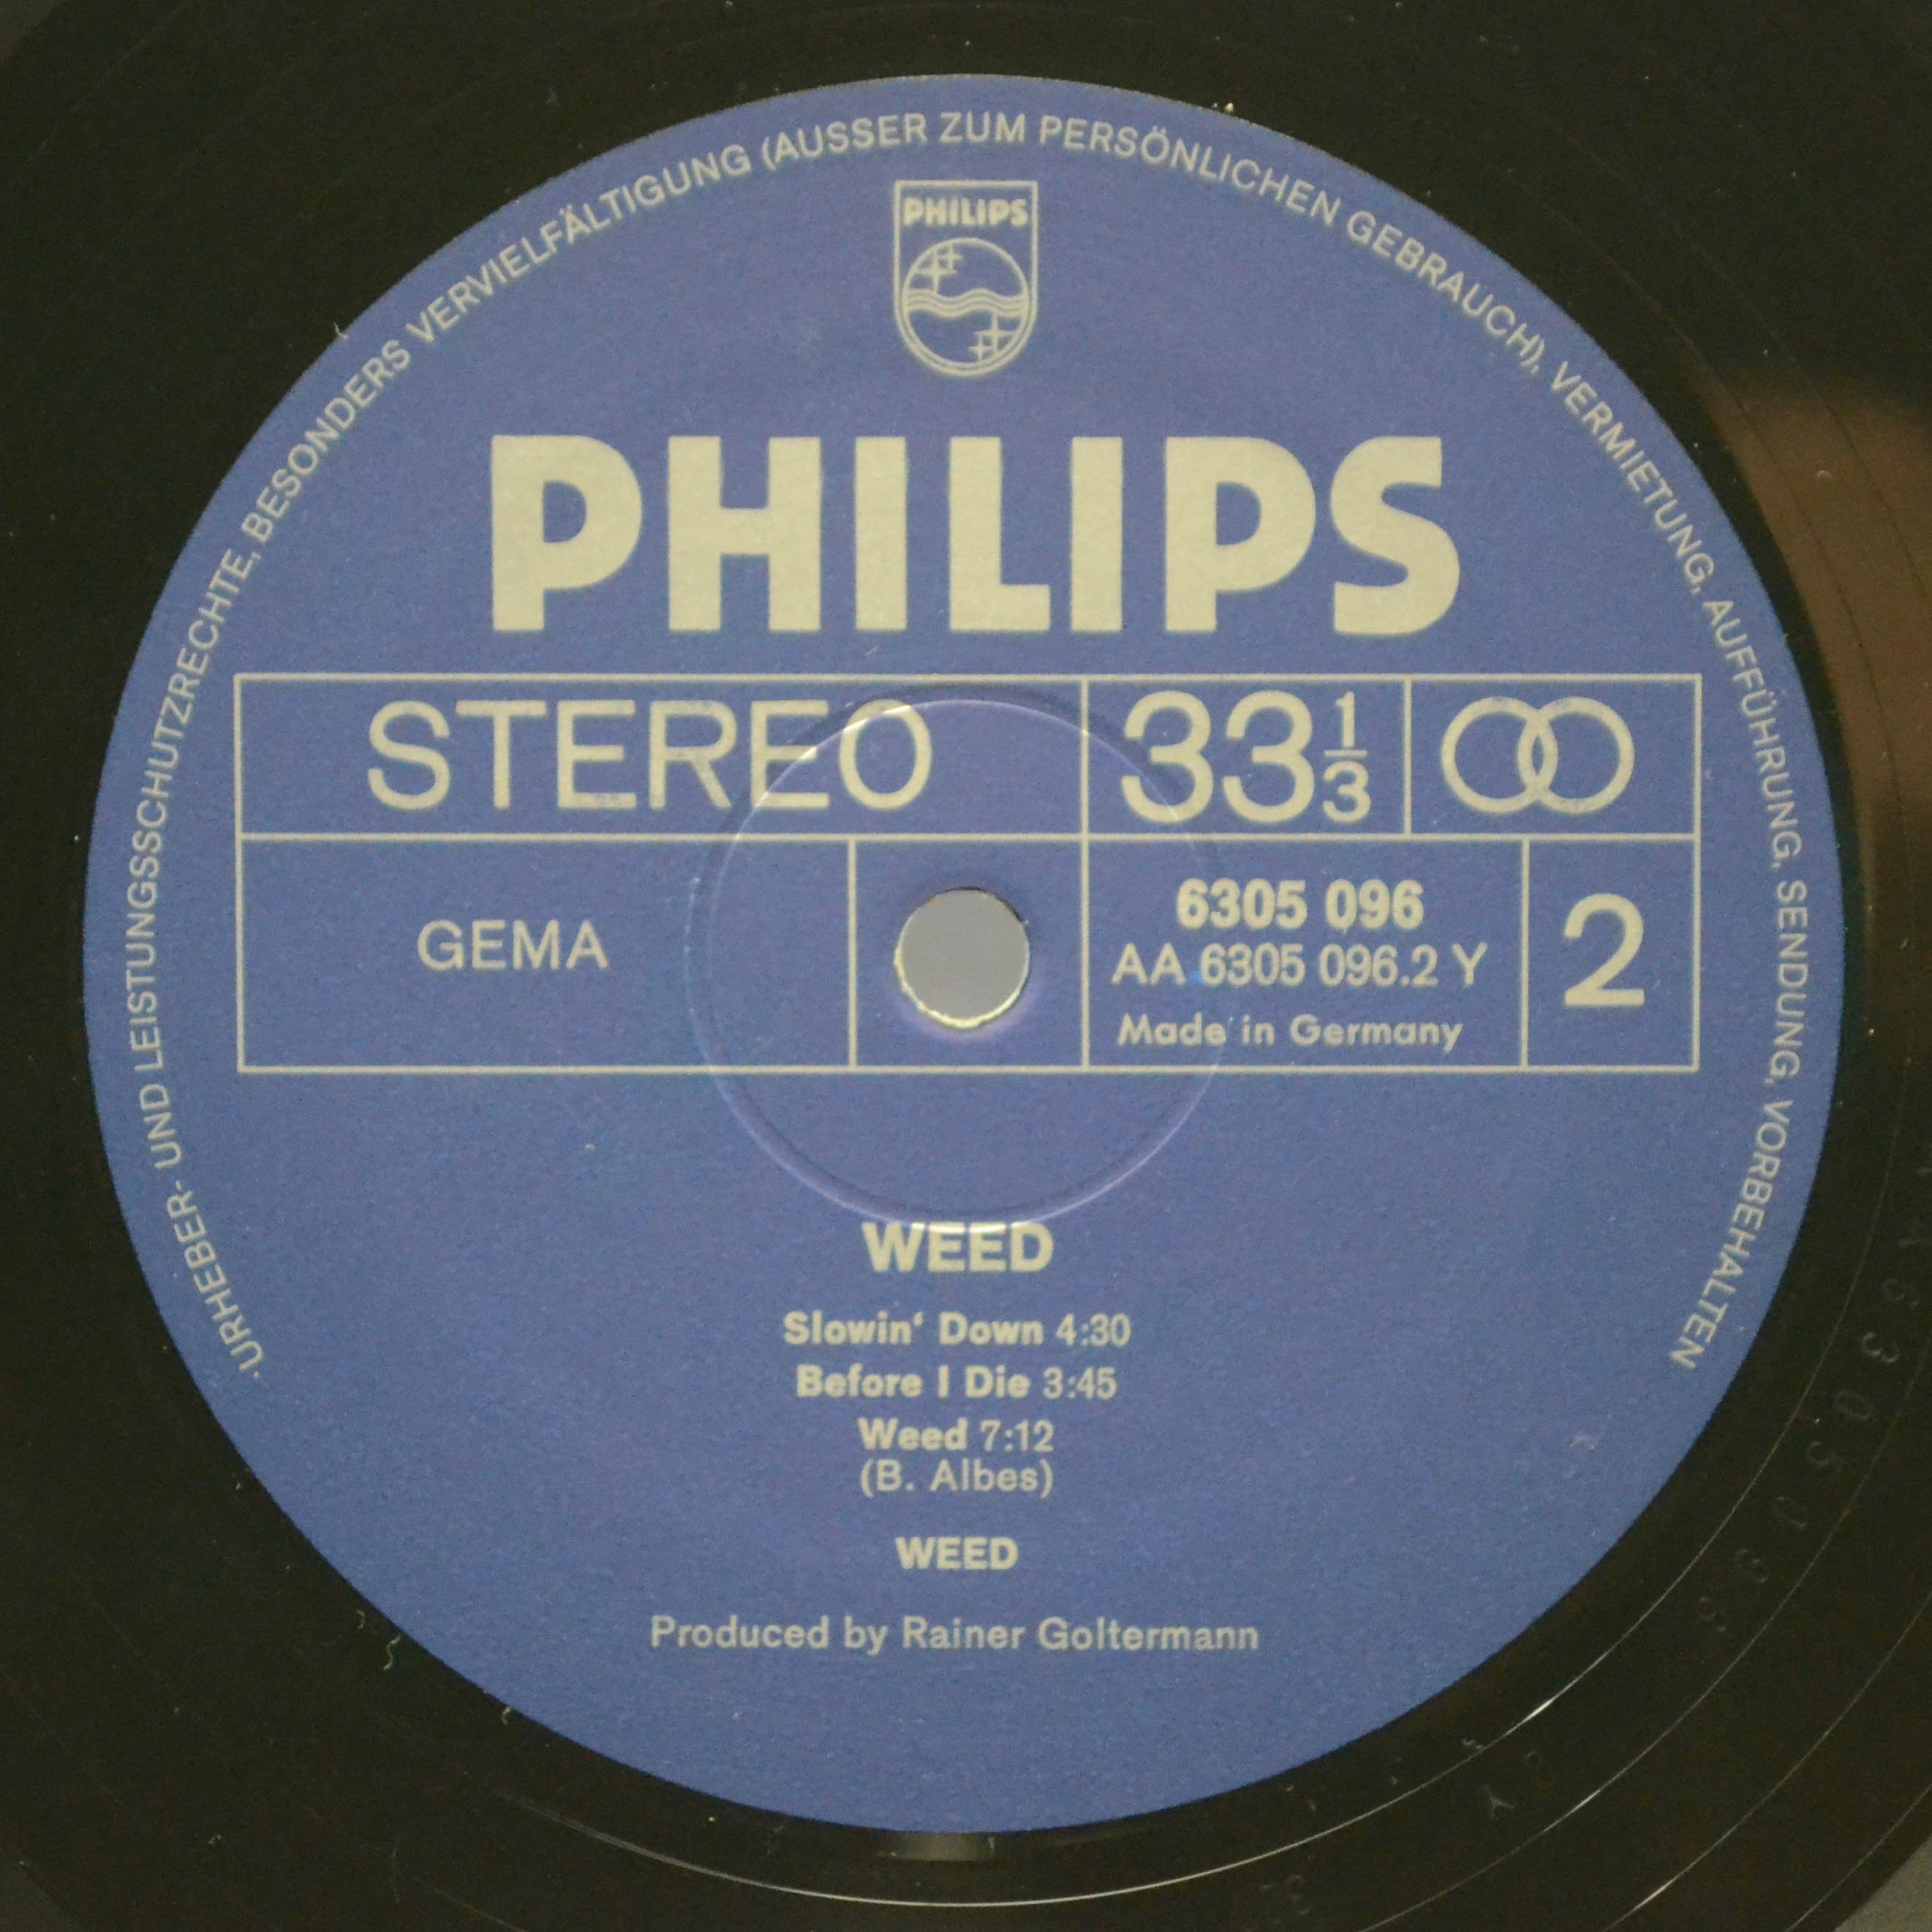 URHEBER- UND LEISTUNGSSCHUTZRECHTE, BESONDERS VERVIELFÄLTIGUNG (AUSSER ZUM PERSÖNLICHEN GEBRAUCH), VERMIETUNG, AUFFÜHRUNG, SENDUNG, VORBEHALTEN
PHILIPS
PHILIPS
STEREO 33 1/3
GEMA
6305 096
AA 6305 096.2 Y
Made in Germany
2
WEED
Slowin‘ Down 4:30
Before I Die 3:45
Weed 7:12
(B. Albes)
WEED
Produced by Rainer Goltermann